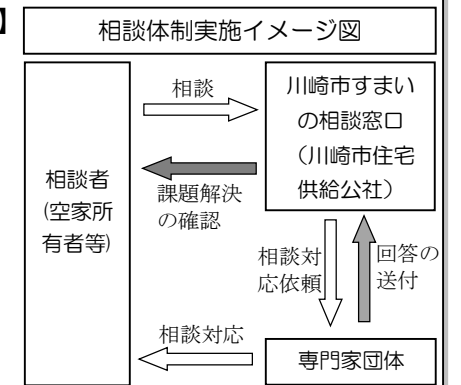 】
相談体制実施イメージ図
相談者
(空家所
有者等)
相談
川崎市すまい
の相談窓口
（川崎市住宅
供給公社）
課題解決
の確認
相談対
応依頼
回答の
送付
相談対応
専門家団体